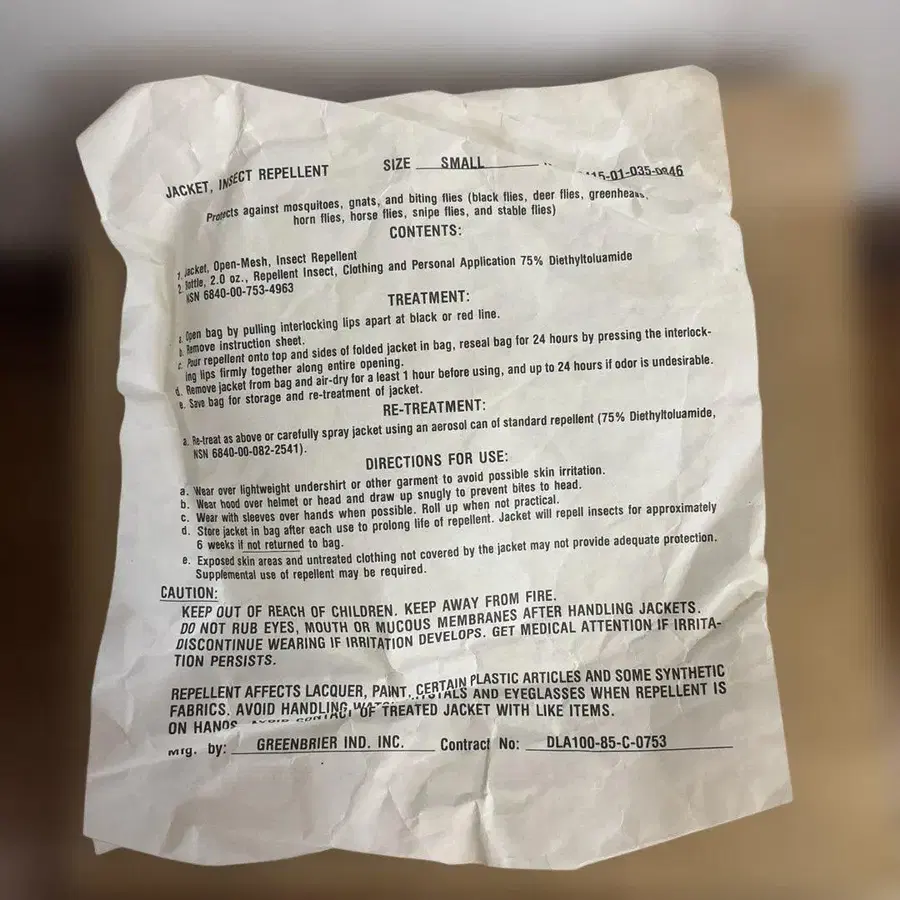 JACKET, INSECT REPELLENT SIZE SMALL 15-01-035-0846
Protects against mosquitoes, gnats, and biting flies (black flies, deer flies, greenheads,
horn flies, horse flies, snipe flies, and stable flies)
CONTENTS:
1. Jacket, Open-Mesh, Insect Repellent
2. Bottle, 2.0 oz., Repellent Insect, Clothing and Personal Application 75% Diethyltoluamide
NSN 6840-00-753-4963
TREATMENT:
a. Open bag by pulling interlocking lips apart at black or red line.
b. Remove instruction sheet.
c. Pour repellent onto top and sides of folded jacket in bag, reseal bag for 24 hours by pressing the interlock-
ing lips firmly together along entire opening.
d. Remove jacket from bag and air-dry for a least 1 hour before using, and up to 24 hours if odor is undesirable.
e. Save bag for storage and re-treatment of jacket.
RE-TREATMENT:
a. Re-treat as above or carefully spray jacket using an aerosol can of standard repellent (75% Diethyltoluamide,
NSN 6840-00-082-2541).
DIRECTIONS FOR USE:
a. Wear over lightweight undershirt or other garment to avoid possible skin irritation.
b. Wear hood over helmet or head and draw up snugly to prevent bites to head.
c. Wear with sleeves over hands when possible. Roll up when not practical.
d. Store jacket in bag after each use to prolong life of repellent. Jacket will repell insects for approximately
6 weeks if not returned to bag.
e. Exposed skin areas and untreated clothing not covered by the jacket may not provide adequate protection.
Supplemental use of repellent may be required.
CAUTION:
KEEP OUT OF REACH OF CHILDREN. KEEP AWAY FROM FIRE.
DO NOT RUB EYES, MOUTH OR MUCOUS MEMBRANES AFTER HANDLING JACKETS.
DISCONTINUE WEARING IF IRRITATION DEVELOPS. GET MEDICAL ATTENTION IF IRRITA-
TION PERSISTS.
REPELLENT AFFECTS LACQUER, PAINT, CERTAIN PLASTIC ARTICLES AND SOME SYNTHETIC
FABRICS. AVOID HANDLING AND EYEGLASSES WHEN REPELLENT IS
ON HANDS. AVOID CONTACT OF TREATED JACKET WITH LIKE ITEMS.
Mfg. by: GREENBRIER IND. INC. Contract No: DLA100-85-C-0753